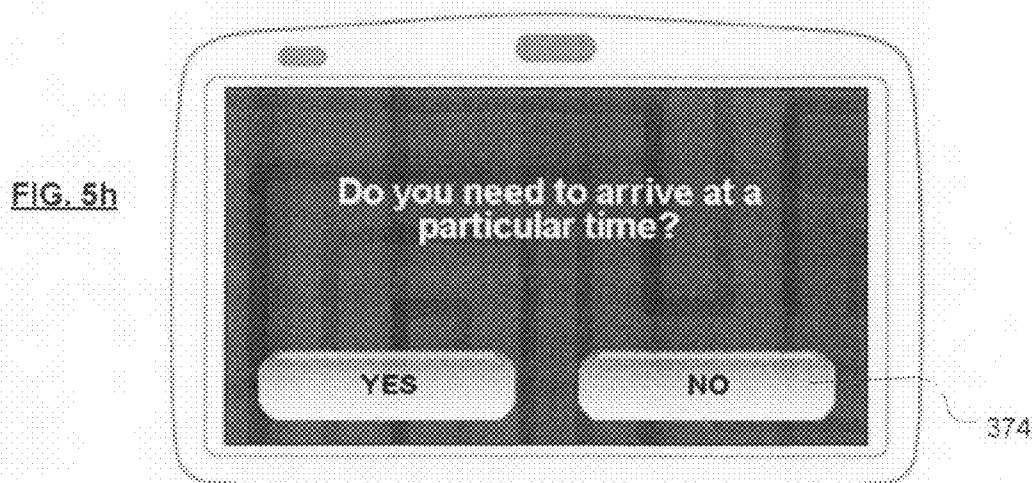 FIG. 5h
Do you need to arrive at a
particular time?
YES
NO
374